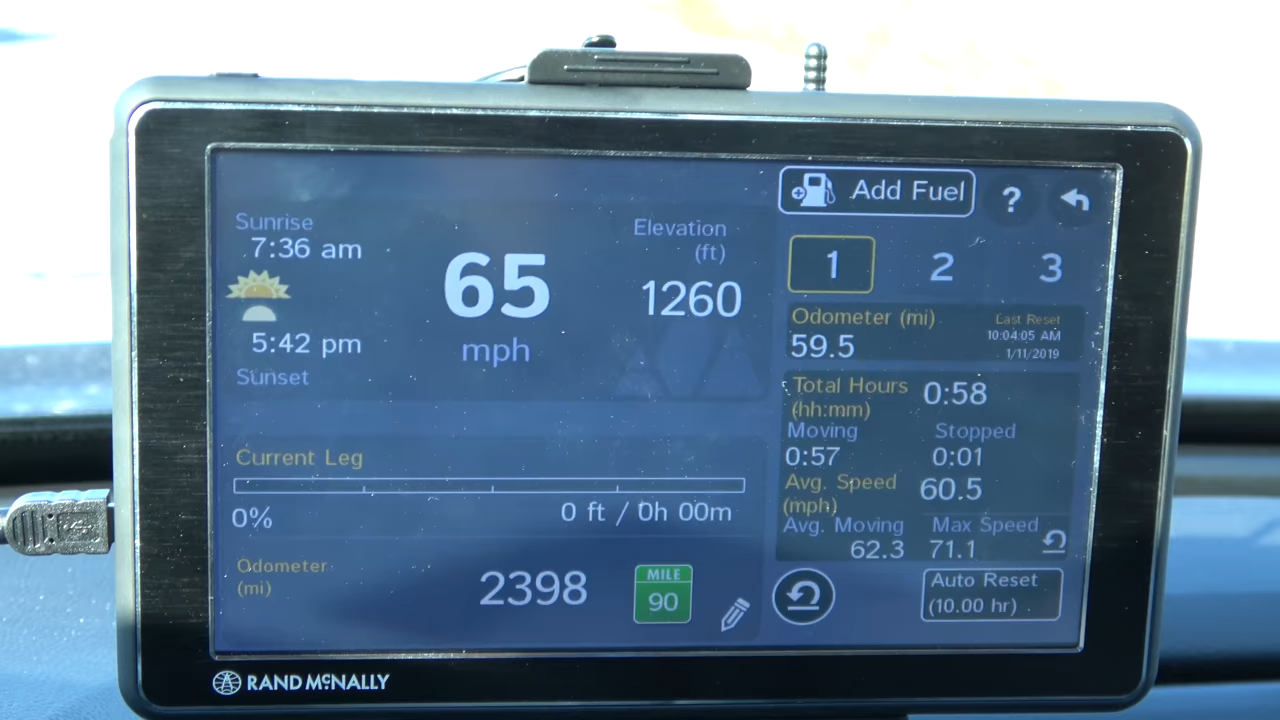 Sunrise
7:36 am
5:42 pm
Sunset
65
mph
Elevation
(ft)
1260
Current Leg
0%
0 ft / 0h 00m
Odometer
(mi)
2398
MILE
90
Add Fuel
?
1 2 3
Odometer (mi)
59.5
Last Reset
10:04:05 AM
1/11/2019
Total Hours
(hh:mm)
0:58
Moving
0:57
Stopped
0:01
Avg. Speed
(mph)
60.5
Avg. Moving
62.3
Max Speed
71.1
Auto Reset
(10.00 hr)
RAND McNALLY